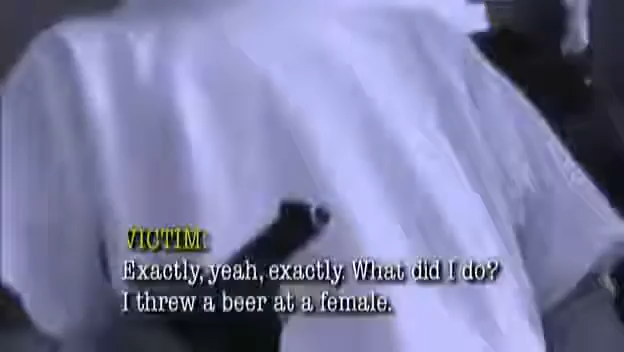 VICTIM:
Exactly, yeah, exactly. What did I do?
I threw a beer at a female.